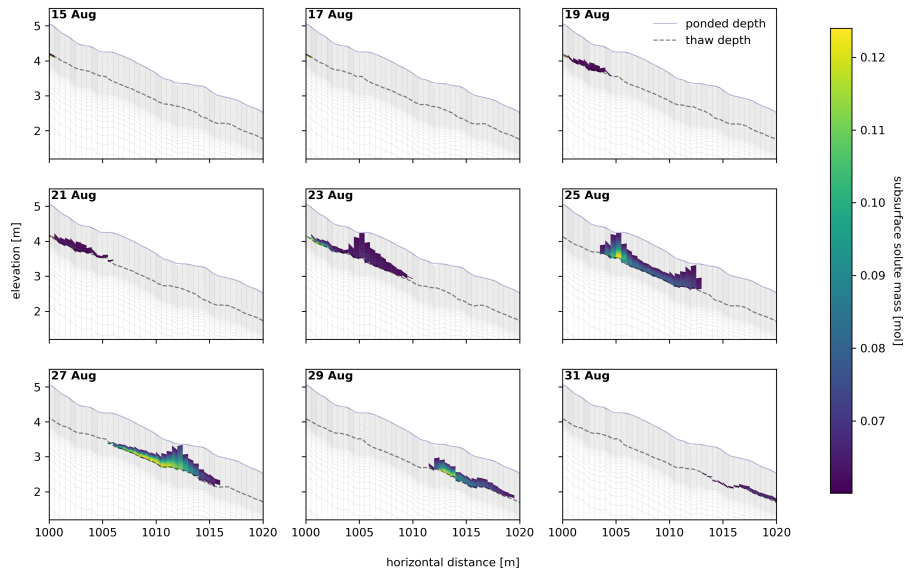 15 Aug
17 Aug
19 Aug
ponded depth
thaw depth
5
4
3
2
21 Aug
23 Aug
25 Aug
5
4
3
2
elevation [m]
27 Aug
29 Aug
31 Aug
5
4
3
2
1000 1005 1010 1015 1020
1000 1005 1010 1015 1020
1000 1005 1010 1015 1020
horizontal distance [m]
0.12
0.11
0.10
0.09
0.08
0.07
subsurface solute mass [mol]